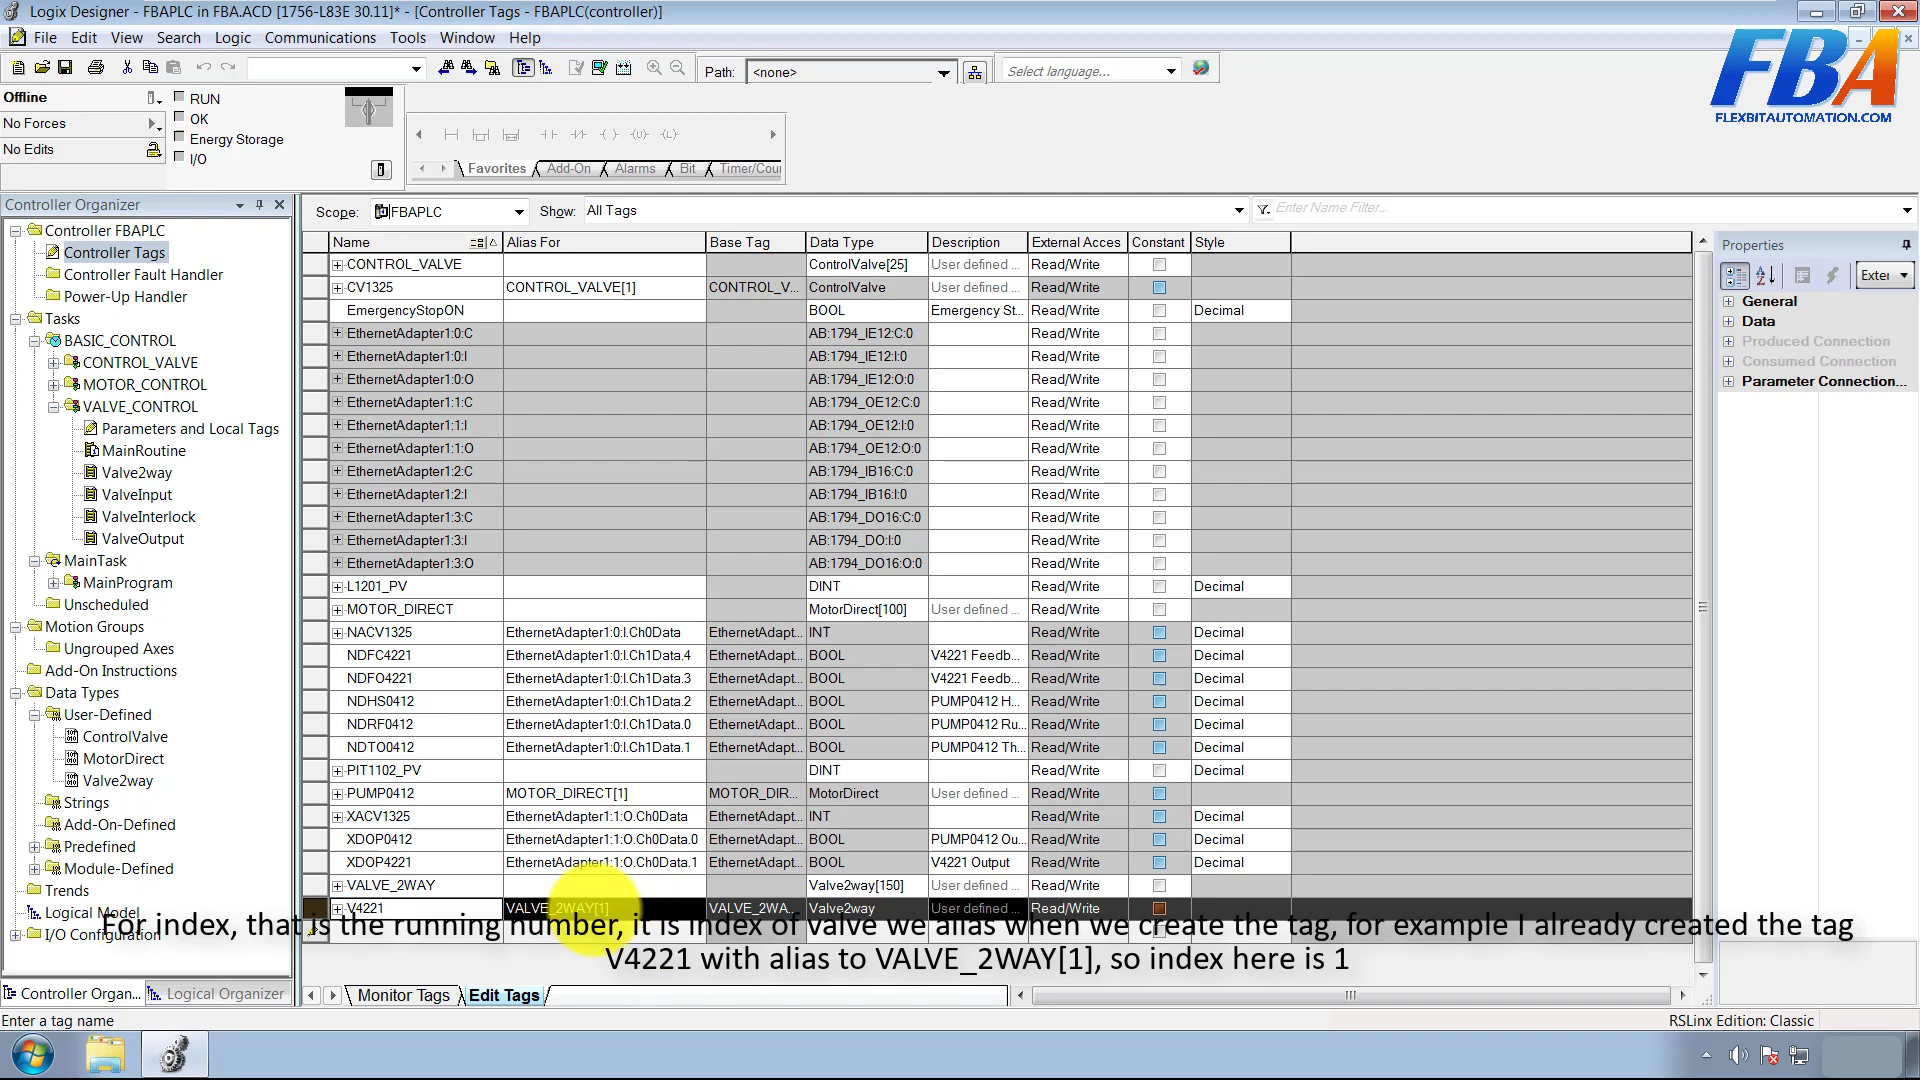 Logix Designer - FBAPLC in FBA.ACD [1756-L83E 30.11]* - [Controller Tags - FBAPLC(controller)]
File Edit View Search Logic Communications Tools Window Help
Path: <none> Select language...
FBA
FLEXBITAUTOMATION.COM
Offline RUN
No Forces OK
Energy Storage
No Edits I/O
Favorites Add-On Alarms Bit Timer/Cou
Controller Organizer
Controller FBAPLC
Controller Tags
Controller Fault Handler
Power-Up Handler
Tasks
BASIC_CONTROL
CONTROL_VALVE
MOTOR_CONTROL
VALVE_CONTROL
Parameters and Local Tags
MainRoutine
Valve2way
ValveInput
ValveInterlock
ValveOutput
MainTask
MainProgram
Unscheduled
Motion Groups
Ungrouped Axes
Add-On Instructions
Data Types
User-Defined
ControlValve
MotorDirect
Valve2way
Strings
Add-On-Defined
Predefined
Module-Defined
Trends
Logical Model
I/O Configuration
Controller Organ... Logical Organizer
Scope: FBAPLC Show: All Tags Enter Name Filter...
Name Alias For Base Tag Data Type Description External Acces Constant Style
CONTROL_VALVE ControlValve[25] User defined ... Read/Write
CV1325 CONTROL_VALVE[1] CONTROL_V... ControlValve User defined ... Read/Write
EmergencyStopON BOOL Emergency St... Read/Write Decimal
EthernetAdapter1:0:C AB:1794_IE12:C:0 Read/Write
EthernetAdapter1:0:I AB:1794_IE12:I:0 Read/Write
EthernetAdapter1:0:O AB:1794_IE12:O:0 Read/Write
EthernetAdapter1:1:C AB:1794_OE12:C:0 Read/Write
EthernetAdapter1:1:I AB:1794_OE12:I:0 Read/Write
EthernetAdapter1:1:O AB:1794_OE12:O:0 Read/Write
EthernetAdapter1:2:C AB:1794_IB16:C:0 Read/Write
EthernetAdapter1:2:I AB:1794_IB16:I:0 Read/Write
EthernetAdapter1:3:C AB:1794_DO16:C:0 Read/Write
EthernetAdapter1:3:I AB:1794_DO:I:0 Read/Write
EthernetAdapter1:3:O AB:1794_DO16:O:0 Read/Write
L1201_PV DINT Read/Write Decimal
MOTOR_DIRECT MotorDirect[100] User defined ... Read/Write
NACV1325 EthernetAdapter1:0:I.Ch0Data EthernetAdapt... INT Read/Write Decimal
NDFC4221 EthernetAdapter1:0:I.Ch1Data.4 EthernetAdapt... BOOL V4221 Feedb... Read/Write Decimal
NDFO4221 EthernetAdapter1:0:I.Ch1Data.3 EthernetAdapt... BOOL V4221 Feedb... Read/Write Decimal
NDHS0412 EthernetAdapter1:0:I.Ch1Data.2 EthernetAdapt... BOOL PUMP0412 H... Read/Write Decimal
NDRF0412 EthernetAdapter1:0:I.Ch1Data.0 EthernetAdapt... BOOL PUMP0412 Ru... Read/Write Decimal
NDTO0412 EthernetAdapter1:0:I.Ch1Data.1 EthernetAdapt... BOOL PUMP0412 Th... Read/Write Decimal
PIT1102_PV DINT Read/Write Decimal
PUMP0412 MOTOR_DIRECT[1] MOTOR_DIR... MotorDirect User defined ... Read/Write
XACV1325 EthernetAdapter1:1:O.Ch0Data EthernetAdapt... INT Read/Write Decimal
XDOP0412 EthernetAdapter1:1:O.Ch0Data.0 EthernetAdapt... BOOL PUMP0412 Ou... Read/Write Decimal
XDOP4221 EthernetAdapter1:1:O.Ch0Data.1 EthernetAdapt... BOOL V4221 Output Read/Write Decimal
VALVE_2WAY Valve2way[150] User defined ... Read/Write
V4221 VALVE_2WAY[1] VALVE_2WA... Valve2way User defined ... Read/Write
For index, that is the running number, it is index of valve we alias when we create the tag, for example I already created the tag
V4221 with alias to VALVE_2WAY[1], so index here is 1
Monitor Tags Edit Tags
Properties
Exter
General
Data
Produced Connection
Consumed Connection
Parameter Connection...
Enter a tag name RSLinx Edition: Classic